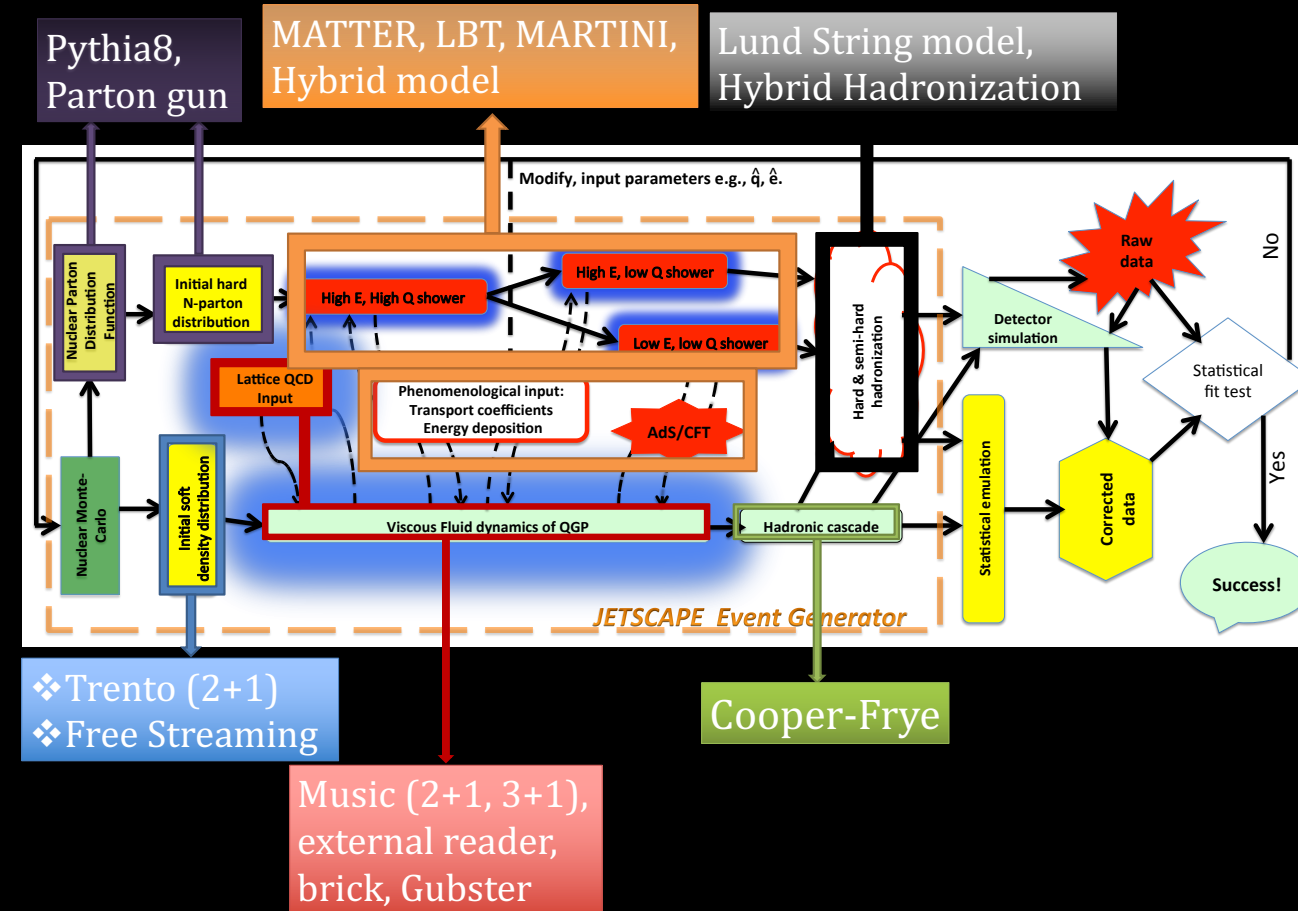 Pythia8,
Parton gun
MATTER, LBT, MARTINI,
Hybrid model
Lund String model,
Hybrid Hadronization
Modify, input parameters e.g., q̂, ê.
Nuclear Parton
Distribution
Function
Initial hard
N-parton
distribution
High E, High Q shower
High E, low Q shower
Low E, low Q shower
Hard & semi-hard
hadronization
Raw
data
No
Detector
simulation
Statistical
fit test
Lattice QCD
Input
Phenomenological input:
Transport coefficients
Energy deposition
AdS/CFT
Nuclear Monte-
Carlo
Initial soft
density distribution
Viscous Fluid dynamics of QGP
Hadronic cascade
Statistical emulation
Corrected
data
Yes
Success!
JETSCAPE Event Generator
❖Trento (2+1)
❖Free Streaming
Cooper-Frye
Music (2+1, 3+1),
external reader,
brick, Gubster